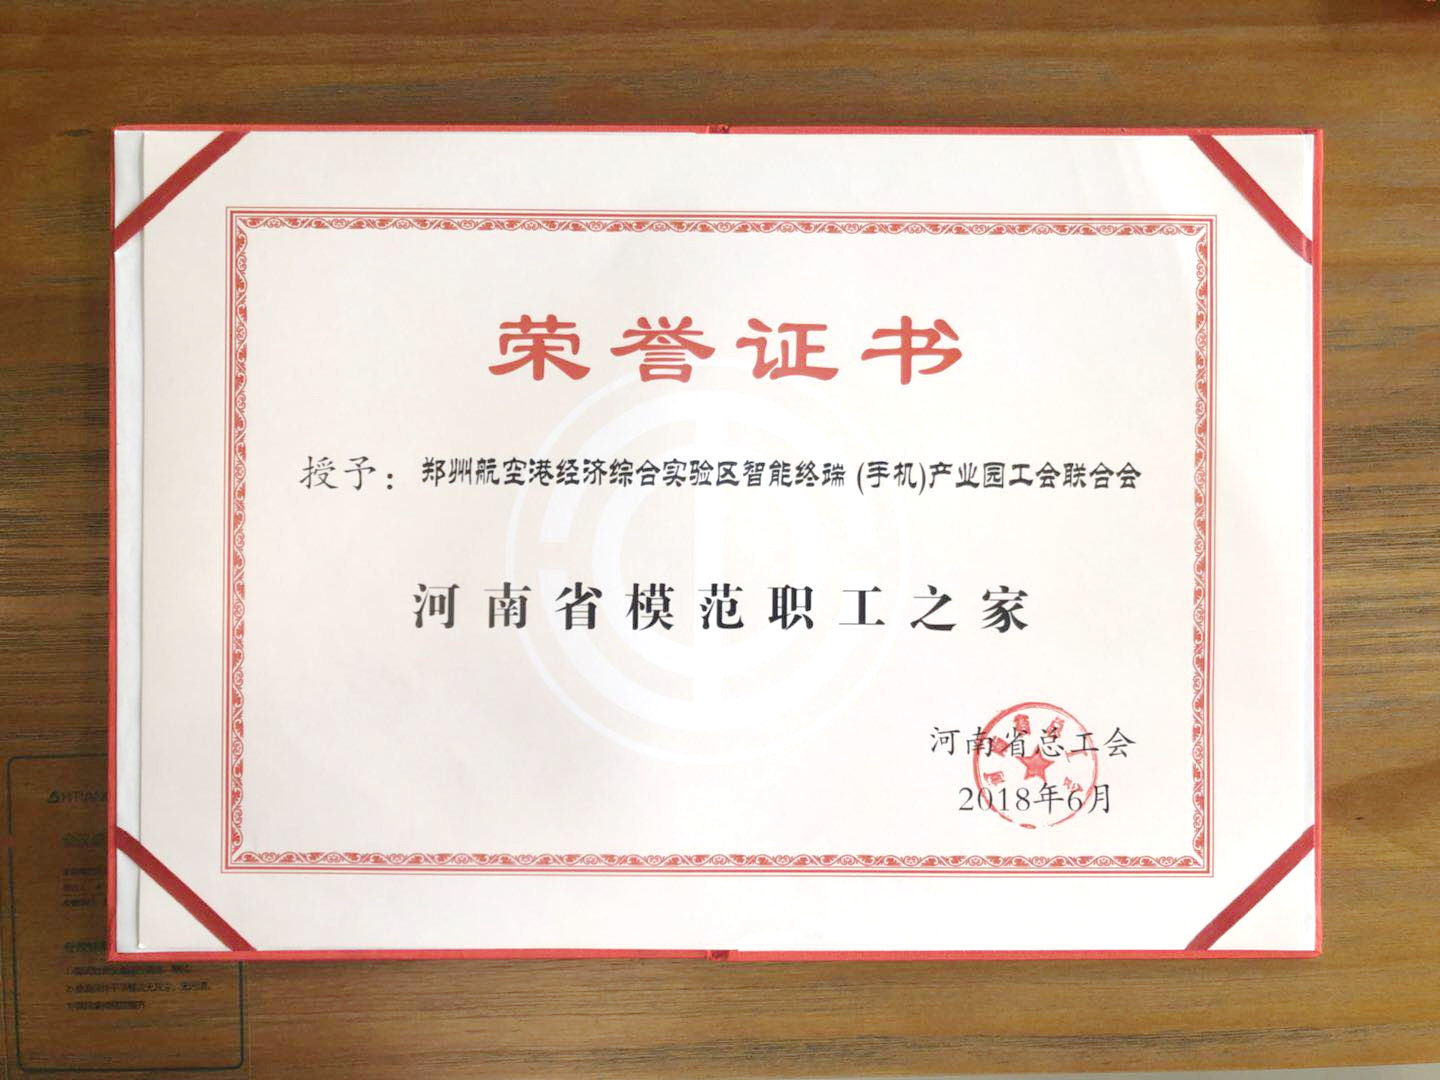 荣誉证书
授予：郑州航空港经济综合实验区智能终端(手机)产业园工会联合会
河南省模范职工之家
河南省总工会
2018年6月